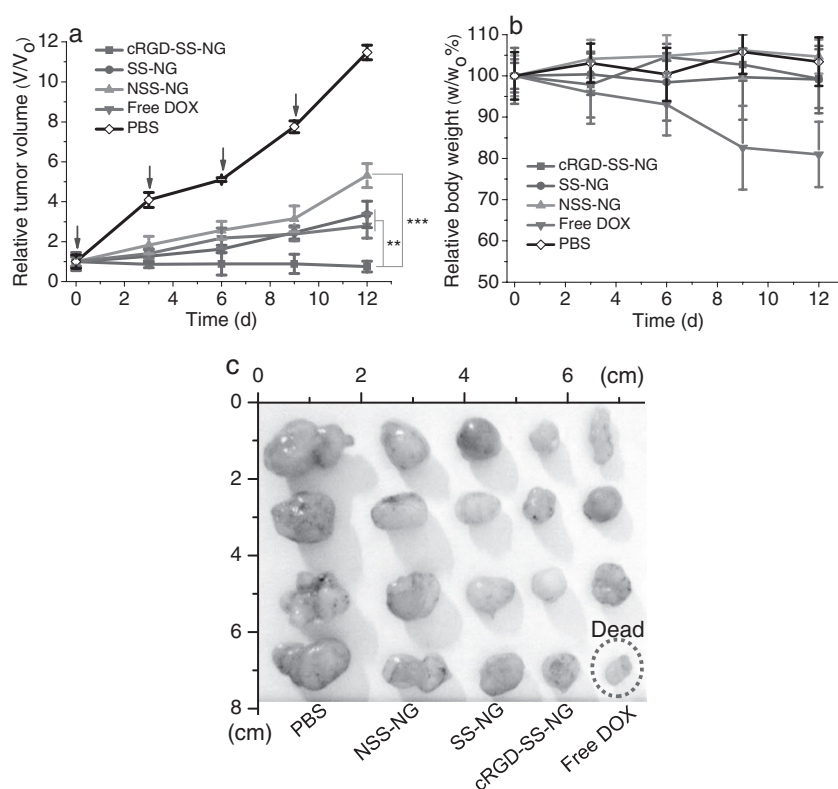 a
12
10
8
6
4
2
0
Relative tumor volume (V/Vo)
cRGD-SS-NG
SS-NG
NSS-NG
Free DOX
PBS
***
**
0 2 4 6 8 10 12
Time (d)
b
110
100
90
80
70
60
50
Relative body weight (w/wo%)
cRGD-SS-NG
SS-NG
NSS-NG
Free DOX
PBS
0 2 4 6 8 10 12
Time (d)
c
0 2 4 6 (cm)
0
2
4
6
8
(cm)
Dead
PBS
NSS-NG
SS-NG
cRGD-SS-NG
Free DOX